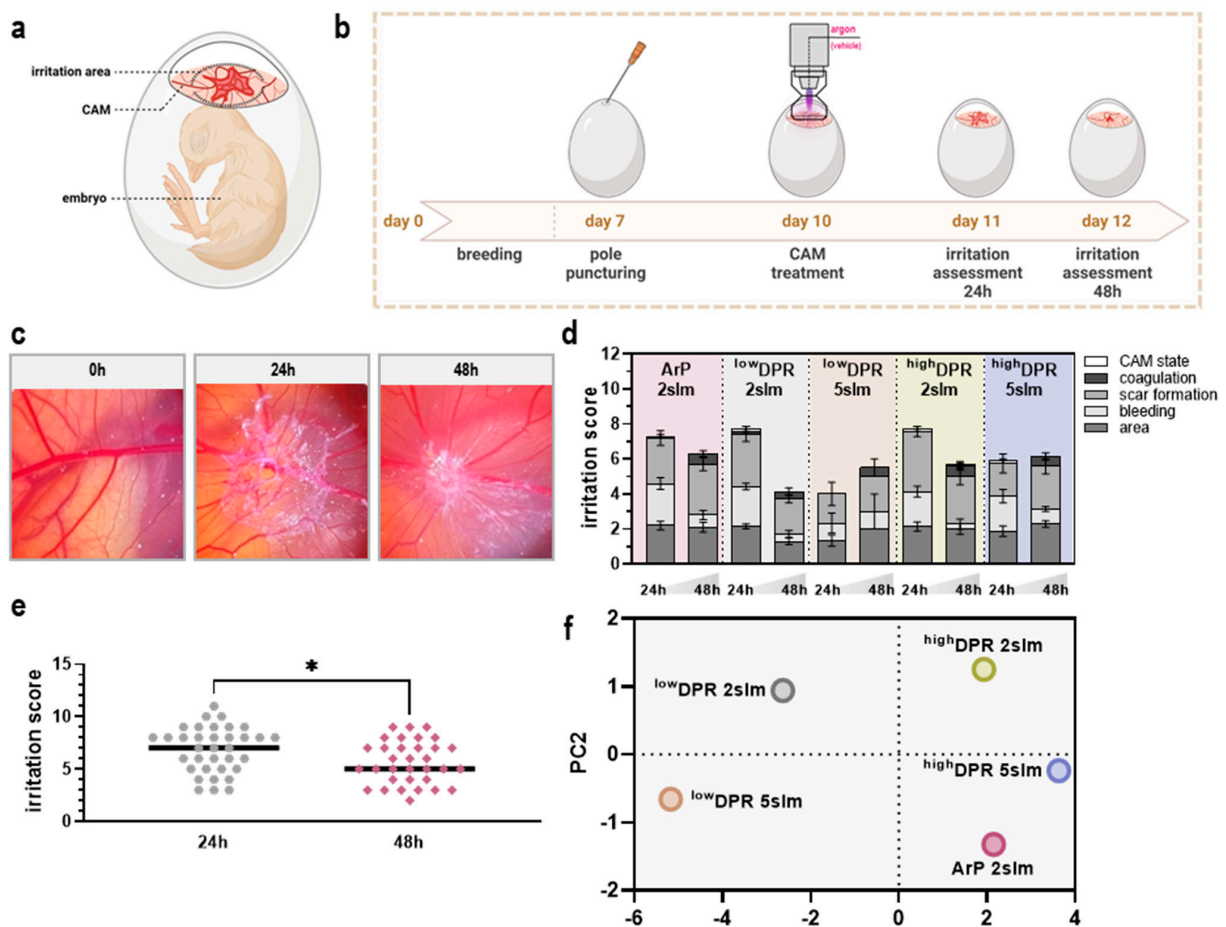 a
irritation area
CAM
embryo
b
argon
(vehicle)
day 0
day 7
day 10
day 11
day 12
breeding
pole
puncturing
CAM
treatment
irritation
assessment
24h
irritation
assessment
48h
c
0h
24h
48h
d
irritation score
12
10
8
6
4
2
0
ArP
2slm
lowDPR
2slm
lowDPR
5slm
highDPR
2slm
highDPR
5slm
24h 48h 24h 48h 24h 48h 24h 48h 24h 48h
CAM state
coagulation
scar formation
bleeding
area
e
irritation score
15
10
5
0
*
24h
48h
f
PC2
2
1
0
-1
-2
highDPR 2slm
lowDPR 2slm
highDPR 5slm
lowDPR 5slm
ArP 2slm
-6 -4 -2 0 2 4